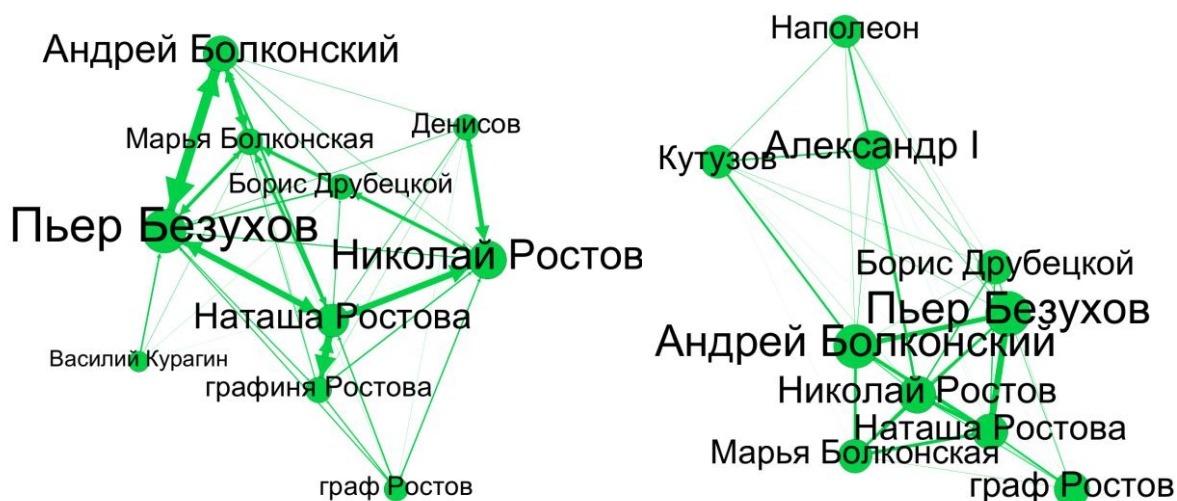 Андрей Болконский
Марья Болконская
Денисов
Борис Друбецкой
Пьер Безухов
Николай Ростов
Наташа Ростова
Василий Курагин
графиня Ростова
граф Ростов
Наполеон
Александр I
Кутузов
Борис Друбецкой
Пьер Безухов
Андрей Болконский
Николай Ростов
Наташа Ростова
Марья Болконская
граф Ростов